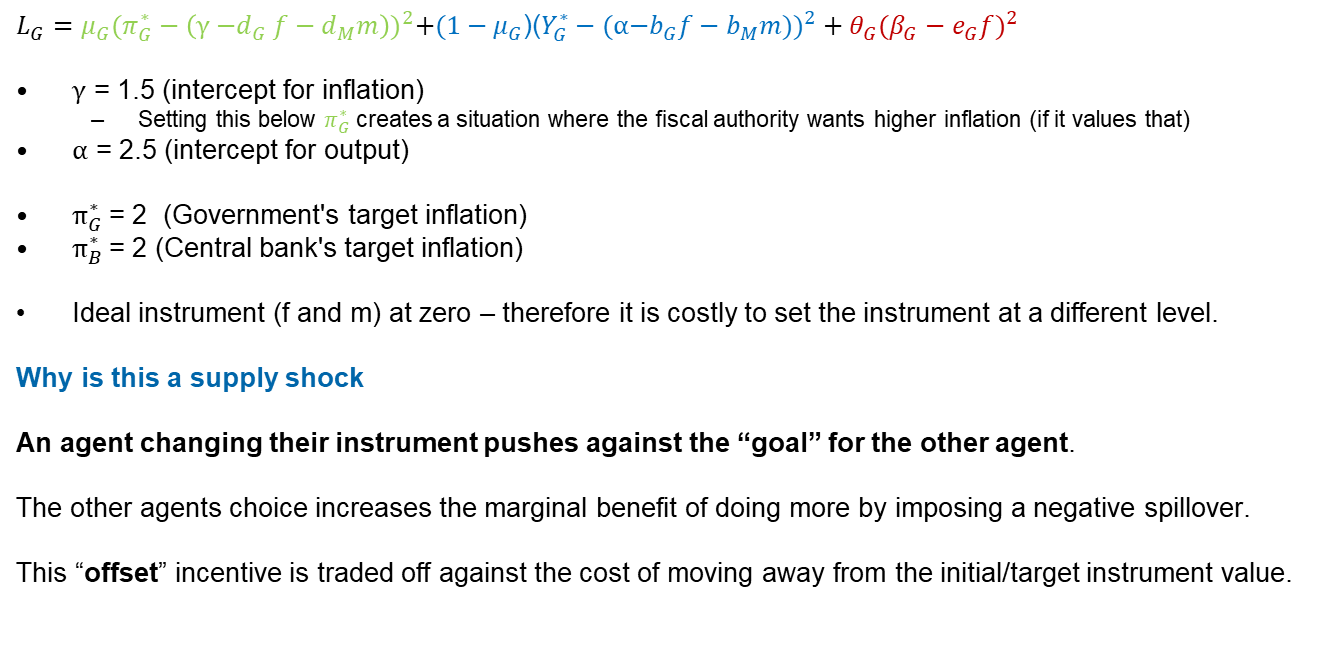 L_G = μ_G(π*_G − (γ −d_G f − d_M m))²+(1 − μ_G)(Y*_G − (α−b_G f − b_M m))² + θ_G(β_G − e_G f)²
• γ = 1.5 (intercept for inflation)
– Setting this below π*_G creates a situation where the fiscal authority wants higher inflation (if it values that)
• α = 2.5 (intercept for output)
• π*_G = 2 (Government's target inflation)
• π*_B = 2 (Central bank's target inflation)
• Ideal instrument (f and m) at zero – therefore it is costly to set the instrument at a different level.
Why is this a supply shock
An agent changing their instrument pushes against the “goal” for the other agent.
The other agents choice increases the marginal benefit of doing more by imposing a negative spillover.
This “offset” incentive is traded off against the cost of moving away from the initial/target instrument value.